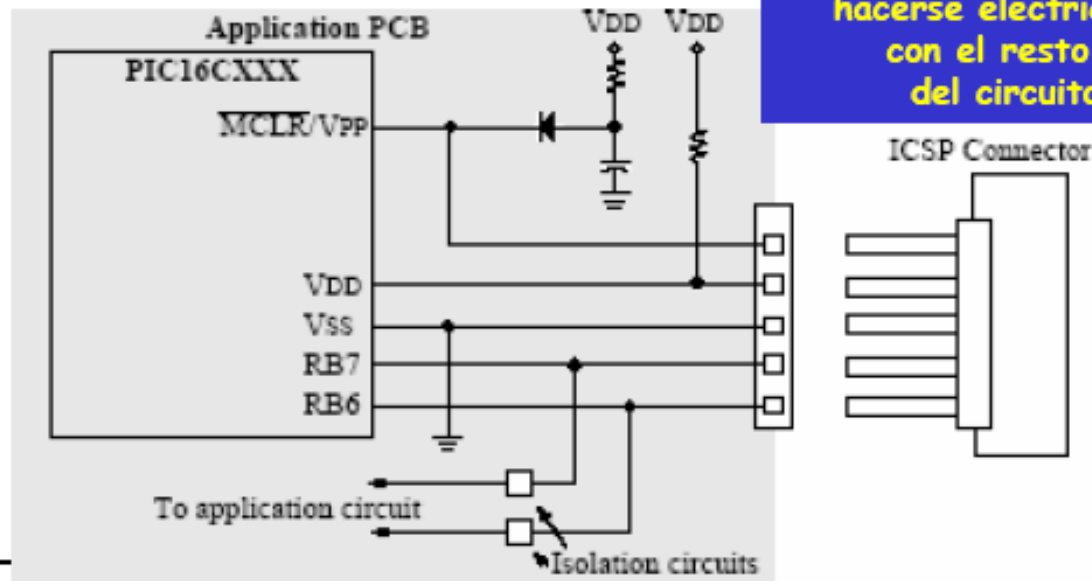 Application PCB
VDD VDD
hacerse
con el resto
del circuito
PIC16CXXX
MCLR/VPP
ICSP Connector
VDD
VSS
RB7
RB6
To application circuit
Isolation circuits